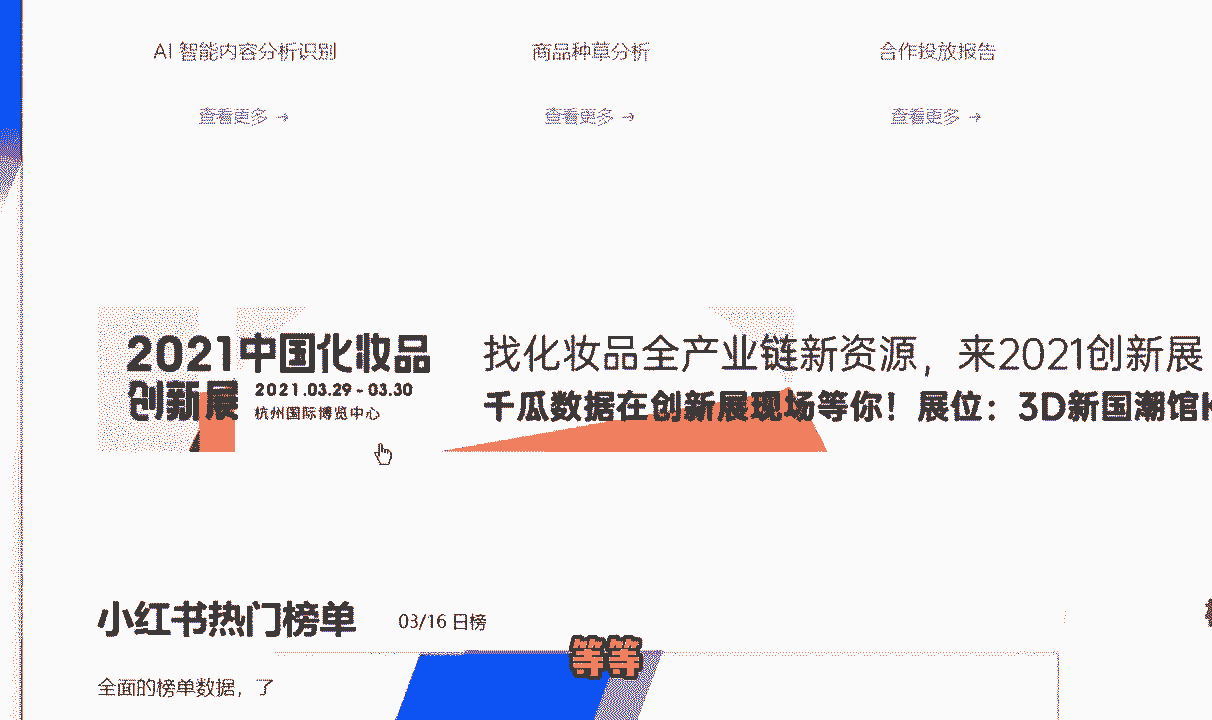 AI 智能内容分析识别
商品种草分析
合作投放报告
查看更多 →
查看更多 →
查看更多 →
2021中国化妆品
创新展
2021.03.29 - 03.30
杭州国际博览中心
找化妆品全产业链新资源，来2021创新展
千瓜数据在创新展现场等你！展位：3D新国潮馆
小红书热门榜单
03/16 日榜
等等
全面的榜单数据，了